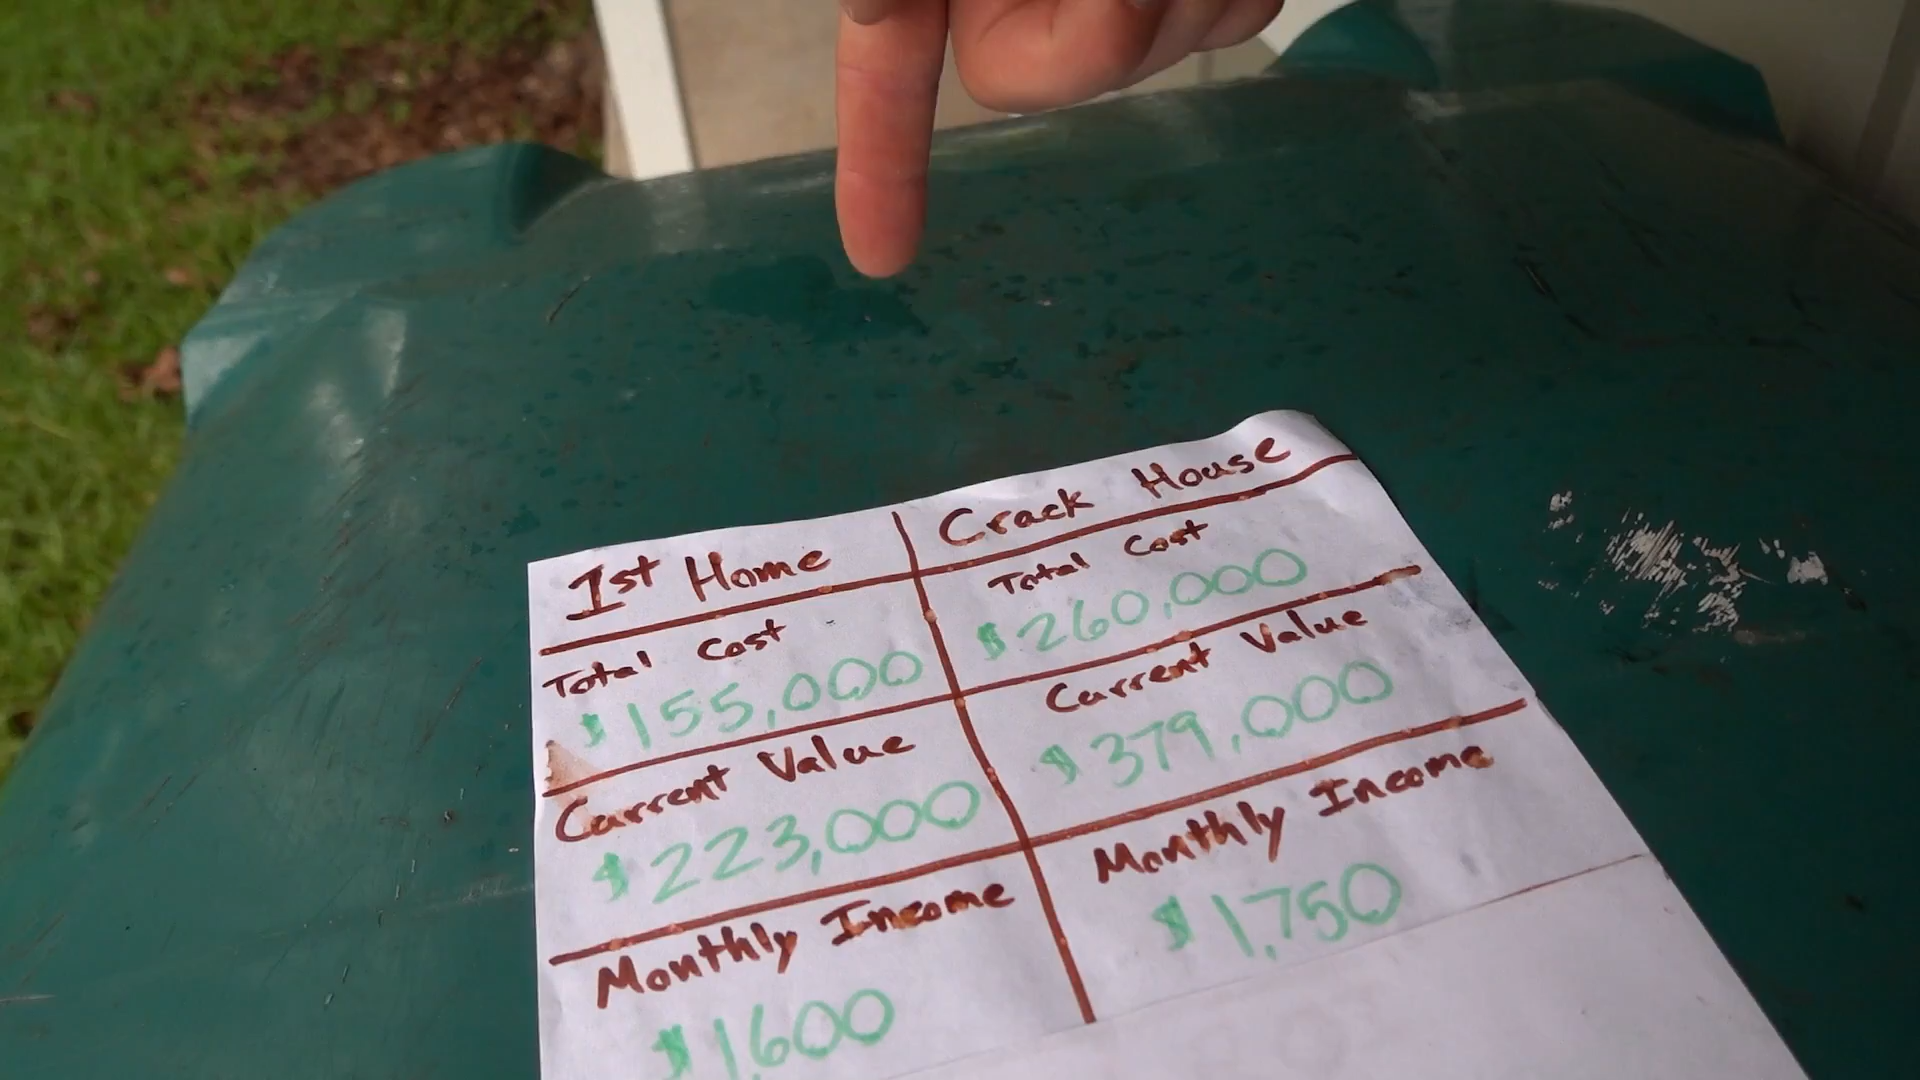 1st Home
Total Cost
$155,000
Current Value
$223,000
Monthly Income
$1,600
Crack House
Total Cost
$260,000
Current Value
$379,000
Monthly Income
$1,750